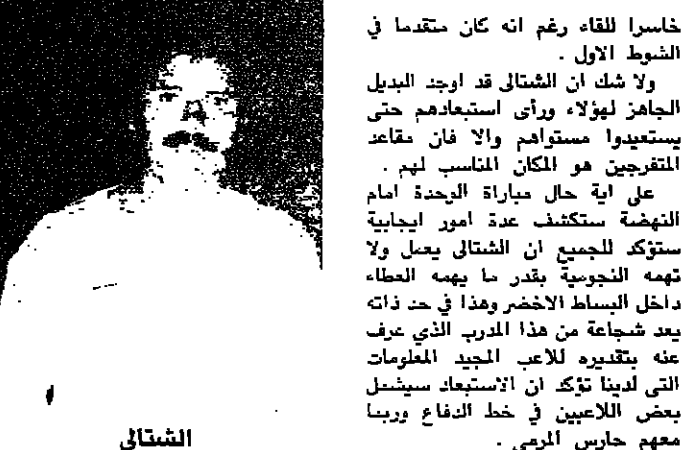 خاسرا للقاء رغم انه كان متقدما في
الشوط الاول .
ولا شك ان الشتالى قد اوجد البديل
الجاهز لهؤلاء ورأى استبعادهم حتى
يستعيدوا مستواهم والا فان مقاعد
المتفرجين هو المكان المناسب لهم .
على اية حال مباراة الوحدة امام
النهضة ستكشف عدة امور ايجابية
ستؤكد للجميع ان الشتالى يعمل ولا
تهمه النجومية بقدر ما يهمه العطاء
داخل البساط الاخضر وهذا في حد ذاته
يعد شجاعة من هذا المدرب الذي عرف
عنه بتقديره للاعب المجيد المعلومات
التى لدينا تؤكد ان الاستبعاد سيشمل
بعض اللاعبين في خط الدفاع وربما
معهم حارس المرمى .
الشتالى